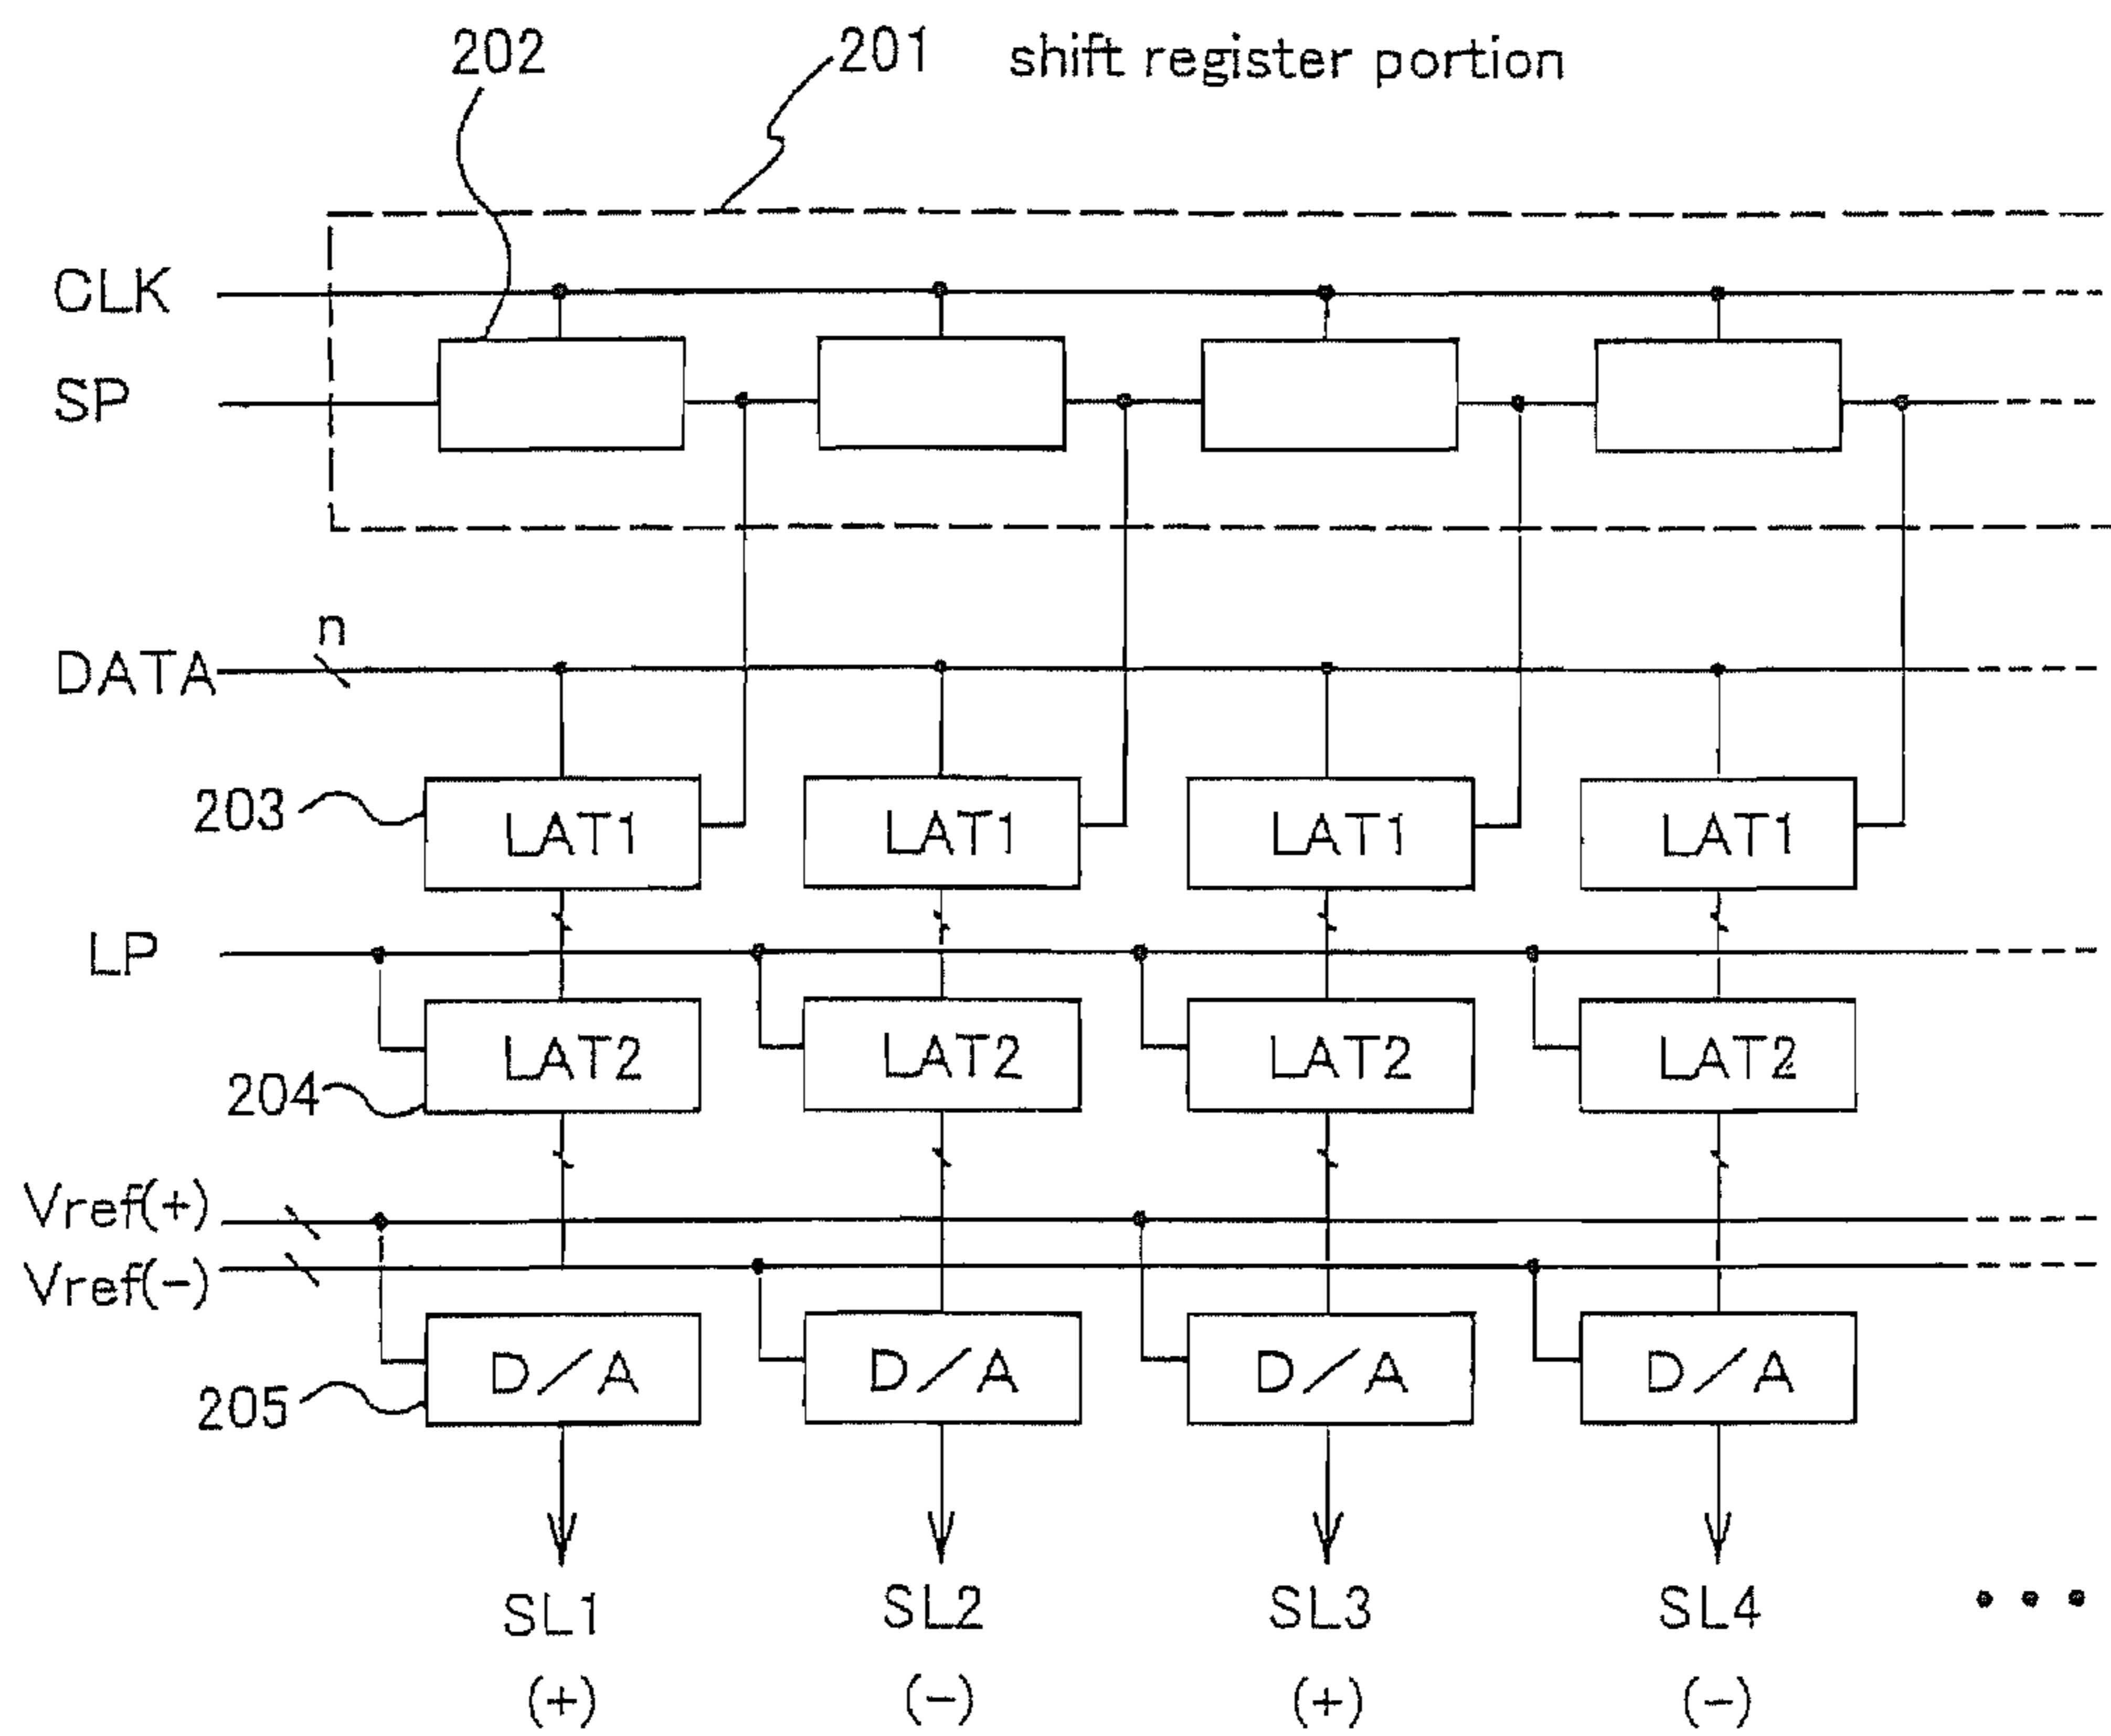 202 201 shift register portion
CLK
SP
n
DATA
203 LAT1 LAT1 LAT1 LAT1
LP
LAT2 LAT2 LAT2 LAT2
204
Vref(+)
Vref(-)
D/A D/A D/A D/A
205
SL1 SL2 SL3 SL4 •••
(+) (-) (+) (-)